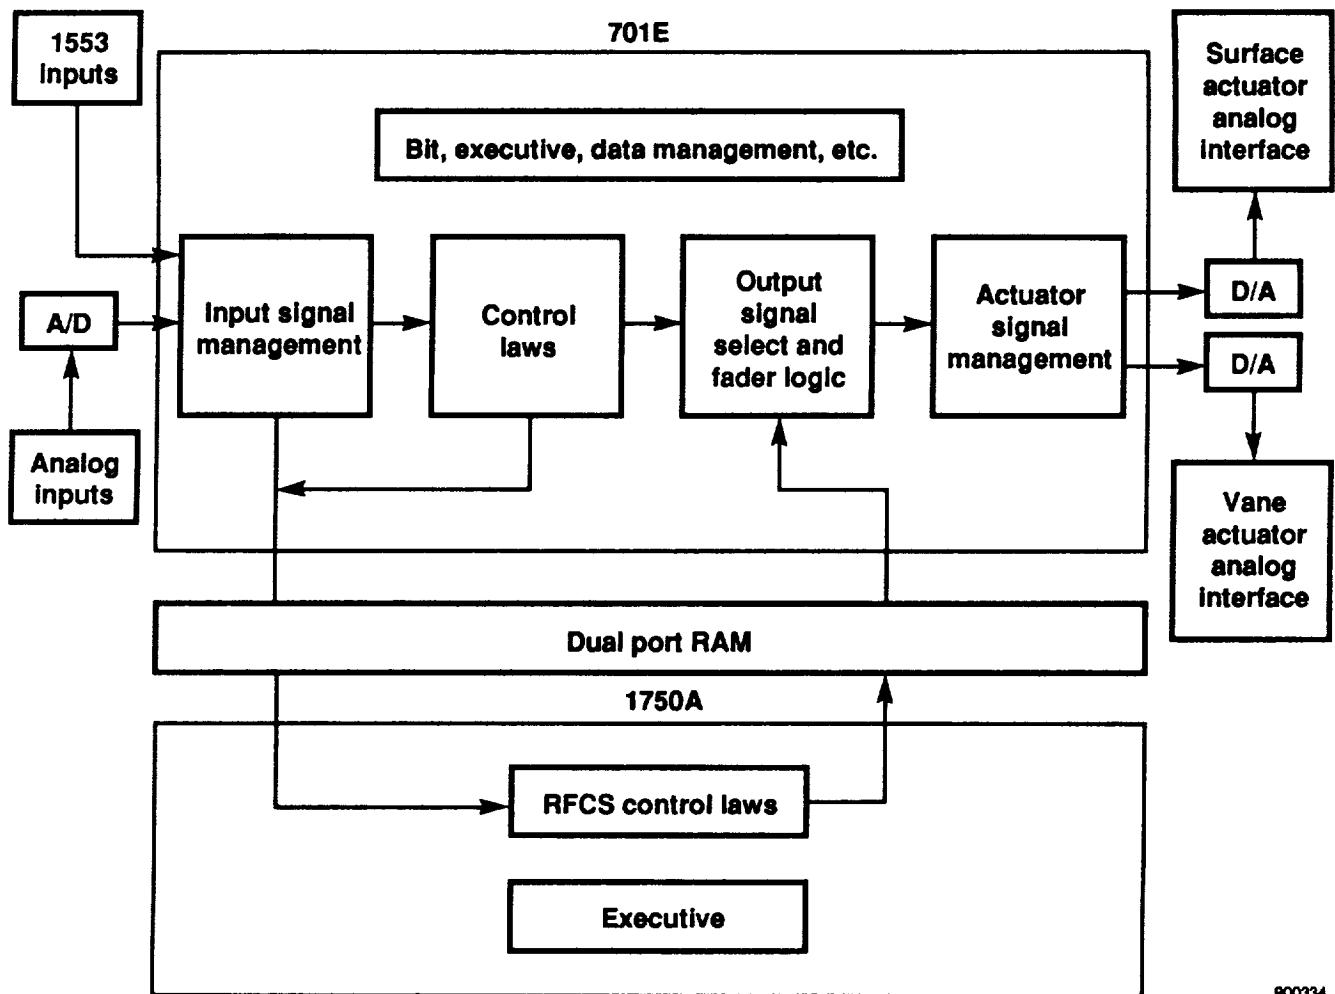 1553
inputs
701E
Surface
actuator
analog
interface
Bit, executive, data management, etc.
A/D
Input signal
management
Control
laws
Output
signal
select and
fader logic
Actuator
signal
management
D/A
D/A
Analog
inputs
Vane
actuator
analog
interface
Dual port RAM
1750A
RFCS control laws
Executive
900334